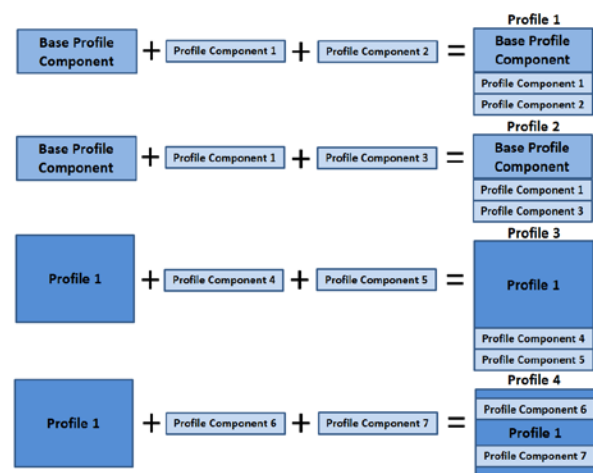 Profile 1
Base Profile
Component
+
Profile Component 1
+
Profile Component 2
=
Base Profile
Component
Profile Component 1
Profile Component 2
Profile 2
Base Profile
Component
+
Profile Component 1
+
Profile Component 3
=
Base Profile
Component
Profile Component 1
Profile Component 3
Profile 3
Profile 1
+
Profile Component 4
+
Profile Component 5
=
Profile 1
Profile Component 4
Profile Component 5
Profile 4
Profile 1
+
Profile Component 6
+
Profile Component 7
=
Profile Component 6
Profile 1
Profile Component 7